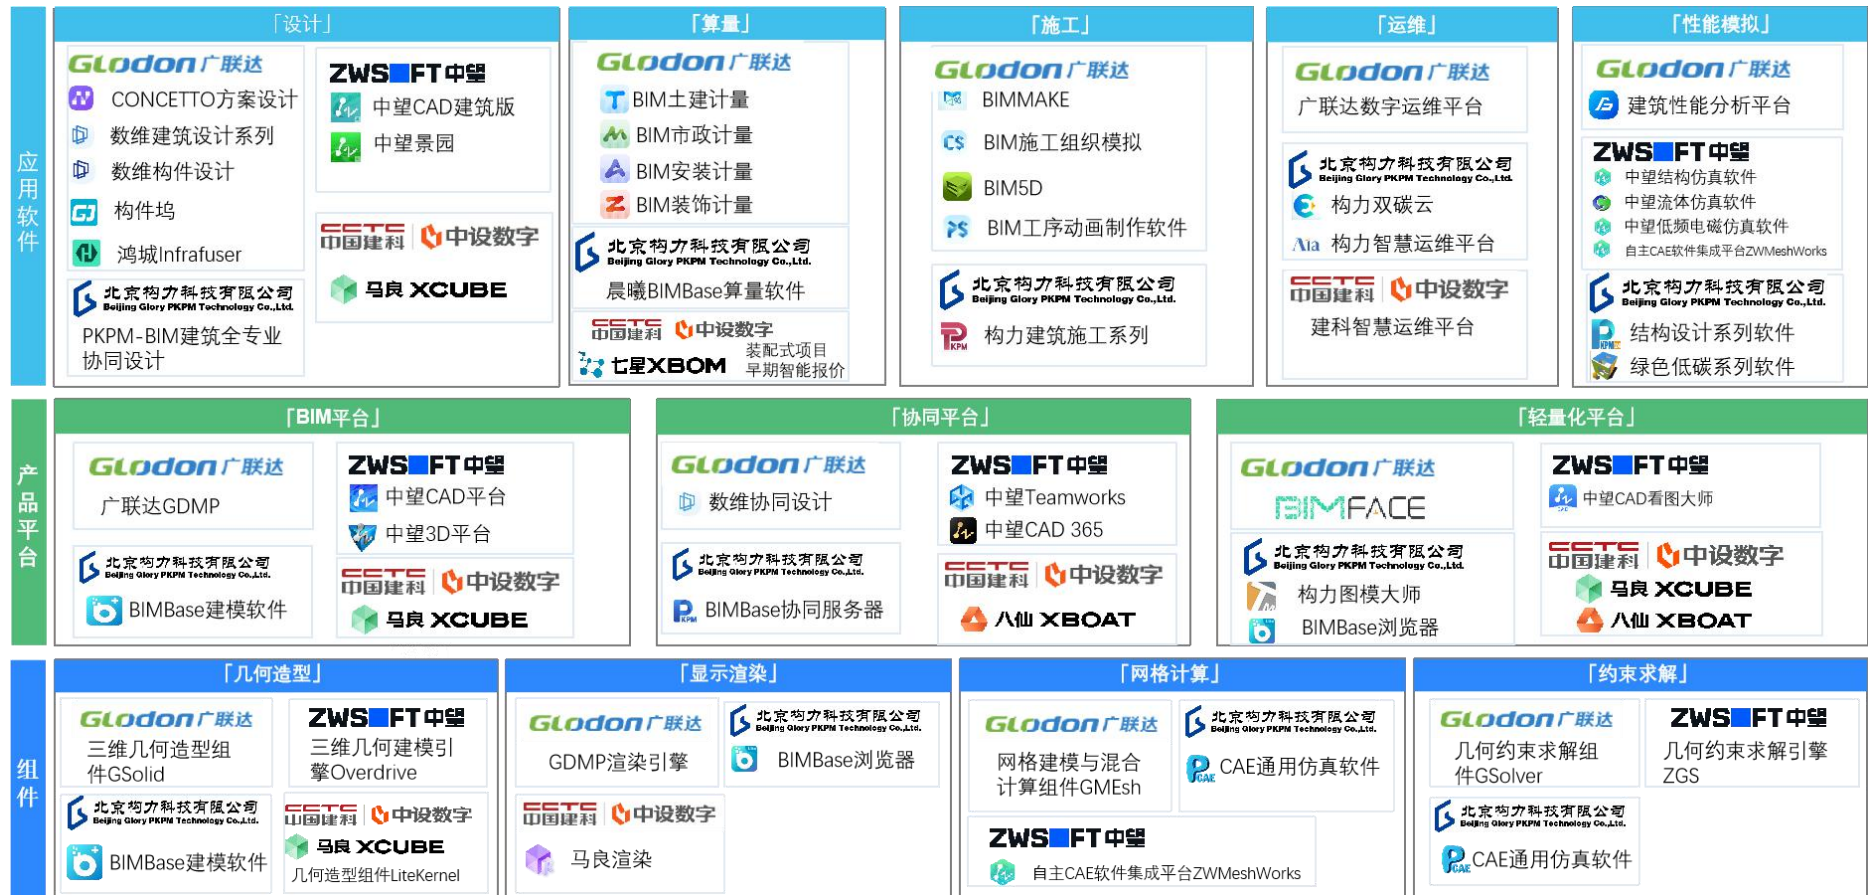 应用软件
「设计」
GLodon广联达
CONCETTO方案设计
数维建筑设计系列
数维构件设计
构件坞
鸿城Infrafuser
北京构力科技有限公司
Beijing Glory PKPM Technology Co.,Ltd.
PKPM-BIM建筑全专业
协同设计
ZWSOFT中望
中望CAD建筑版
中望景园
CCTC
中国建科
中设数字
马良 XCUBE
「算量」
GLodon广联达
BIM土建计量
BIM市政计量
BIM安装计量
BIM装饰计量
北京构力科技有限公司
Beijing Glory PKPM Technology Co.,Ltd.
晨曦BIMBase算量软件
CCTC
中国建科
中设数字
七星XBOM
装配式项目
早期智能报价
「施工」
GLodon广联达
BIMMAKE
CS
BIM施工组织模拟
BIM5D
PS
BIM工序动画制作软件
北京构力科技有限公司
Beijing Glory PKPM Technology Co.,Ltd.
KPM
构力建筑施工系列
「运维」
GLodon广联达
广联达数字运维平台
北京构力科技有限公司
Beijing Glory PKPM Technology Co.,Ltd.
构力双碳云
Aia 构力智慧运维平台
CCTC
中国建科
中设数字
建科智慧运维平台
「性能模拟」
GLodon广联达
建筑性能分析平台
ZWSOFT中望
中望结构仿真软件
中望流体仿真软件
中望低频电磁仿真软件
自主CAE软件集成平台ZWMeshWorks
北京构力科技有限公司
Beijing Glory PKPM Technology Co.,Ltd.
结构设计系列软件
绿色低碳系列软件
产品平台
「BIM平台」
GLodon广联达
广联达GDMP
北京构力科技有限公司
Beijing Glory PKPM Technology Co.,Ltd.
BIMBase建模软件
ZWSOFT中望
中望CAD平台
中望3D平台
CCTC
中国建科
中设数字
马良 XCUBE
「协同平台」
GLodon广联达
数维协同设计
北京构力科技有限公司
Beijing Glory PKPM Technology Co.,Ltd.
KPM
BIMBase协同服务器
ZWSOFT中望
中望Teamworks
中望CAD 365
CCTC
中国建科
中设数字
八仙 XBOAT
「轻量化平台」
GLodon广联达
BIMFACE
北京构力科技有限公司
Beijing Glory PKPM Technology Co.,Ltd.
构力图模大师
BIMBase浏览器
ZWSOFT中望
中望CAD看图大师
CCTC
中国建科
中设数字
马良 XCUBE
八仙 XBOAT
组件
「几何造型」
GLodon广联达
三维几何造型组
件GSolid
ZWSOFT中望
三维几何建模引
擎Overdrive
北京构力科技有限公司
Beijing Glory PKPM Technology Co.,Ltd.
BIMBase建模软件
CCTC
中国建科
中设数字
马良 XCUBE
几何造型组件LiteKernel
「显示渲染」
GLodon广联达
GDMP渲染引擎
北京构力科技有限公司
Beijing Glory PKPM Technology Co.,Ltd.
BIMBase浏览器
CCTC
中国建科
中设数字
马良渲染
「网格计算」
GLodon广联达
网格建模与混合
计算组件GMEsh
北京构力科技有限公司
Beijing Glory PKPM Technology Co.,Ltd.
CAE
CAE通用仿真软件
ZWSOFT中望
自主CAE软件集成平台ZWMeshWorks
「约束求解」
GLodon广联达
几何约束求解组
件GSolver
ZWSOFT中望
几何约束求解引擎
ZGS
北京构力科技有限公司
Beijing Glory PKPM Technology Co.,Ltd.
CAE
CAE通用仿真软件